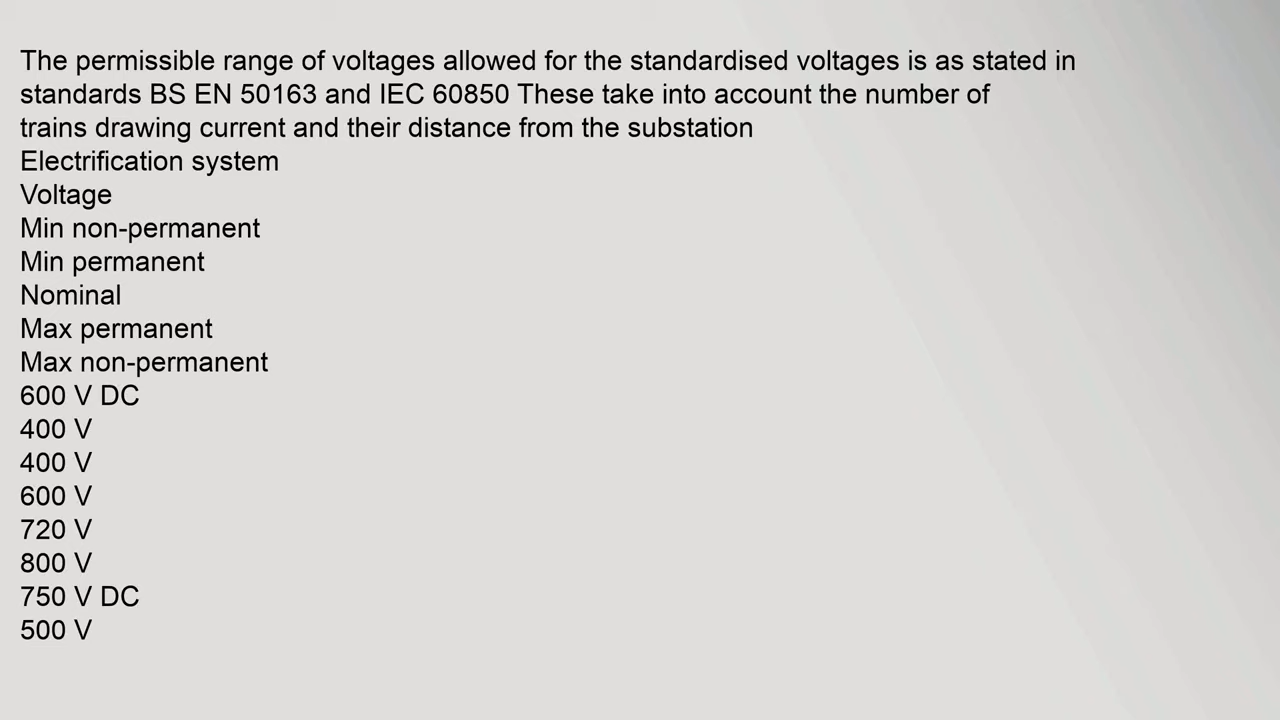 The permissible range of voltages allowed for the standardised voltages is as stated in
standards BS EN 50163 and IEC 60850 These take into account the number of
trains drawing current and their distance from the substation
Electrification system
Voltage
Min non-permanent
Min permanent
Nominal
Max permanent
Max non-permanent
600 V DC
400 V
400 V
600 V
720 V
800 V
750 V DC
500 V